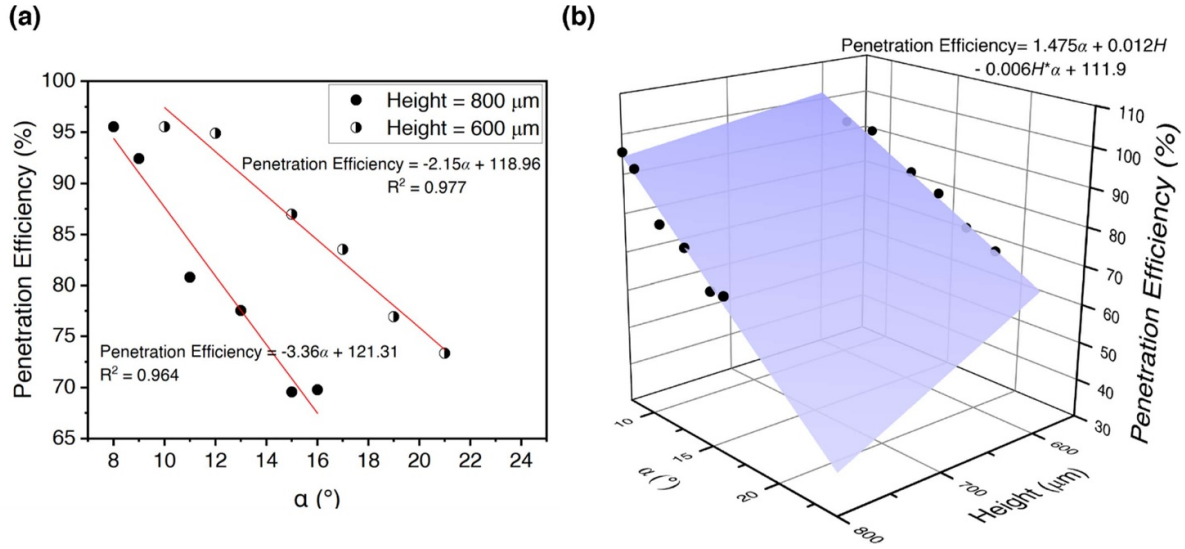 (a)
100
95
90
85
80
75
70
65
Penetration Efficiency (%)
Height = 800 μm
Height = 600 μm
Penetration Efficiency = -2.15α + 118.96
R² = 0.977
Penetration Efficiency = -3.36α + 121.31
R² = 0.964
8 10 12 14 16 18 20 22 24
α (°)
(b)
Penetration Efficiency= 1.475α + 0.012H
- 0.006H*α + 111.9
110
100
90
80
70
60
50
40
30
Penetration Efficiency (%)
10
15
20
α (°)
600
700
800
Height (μm)